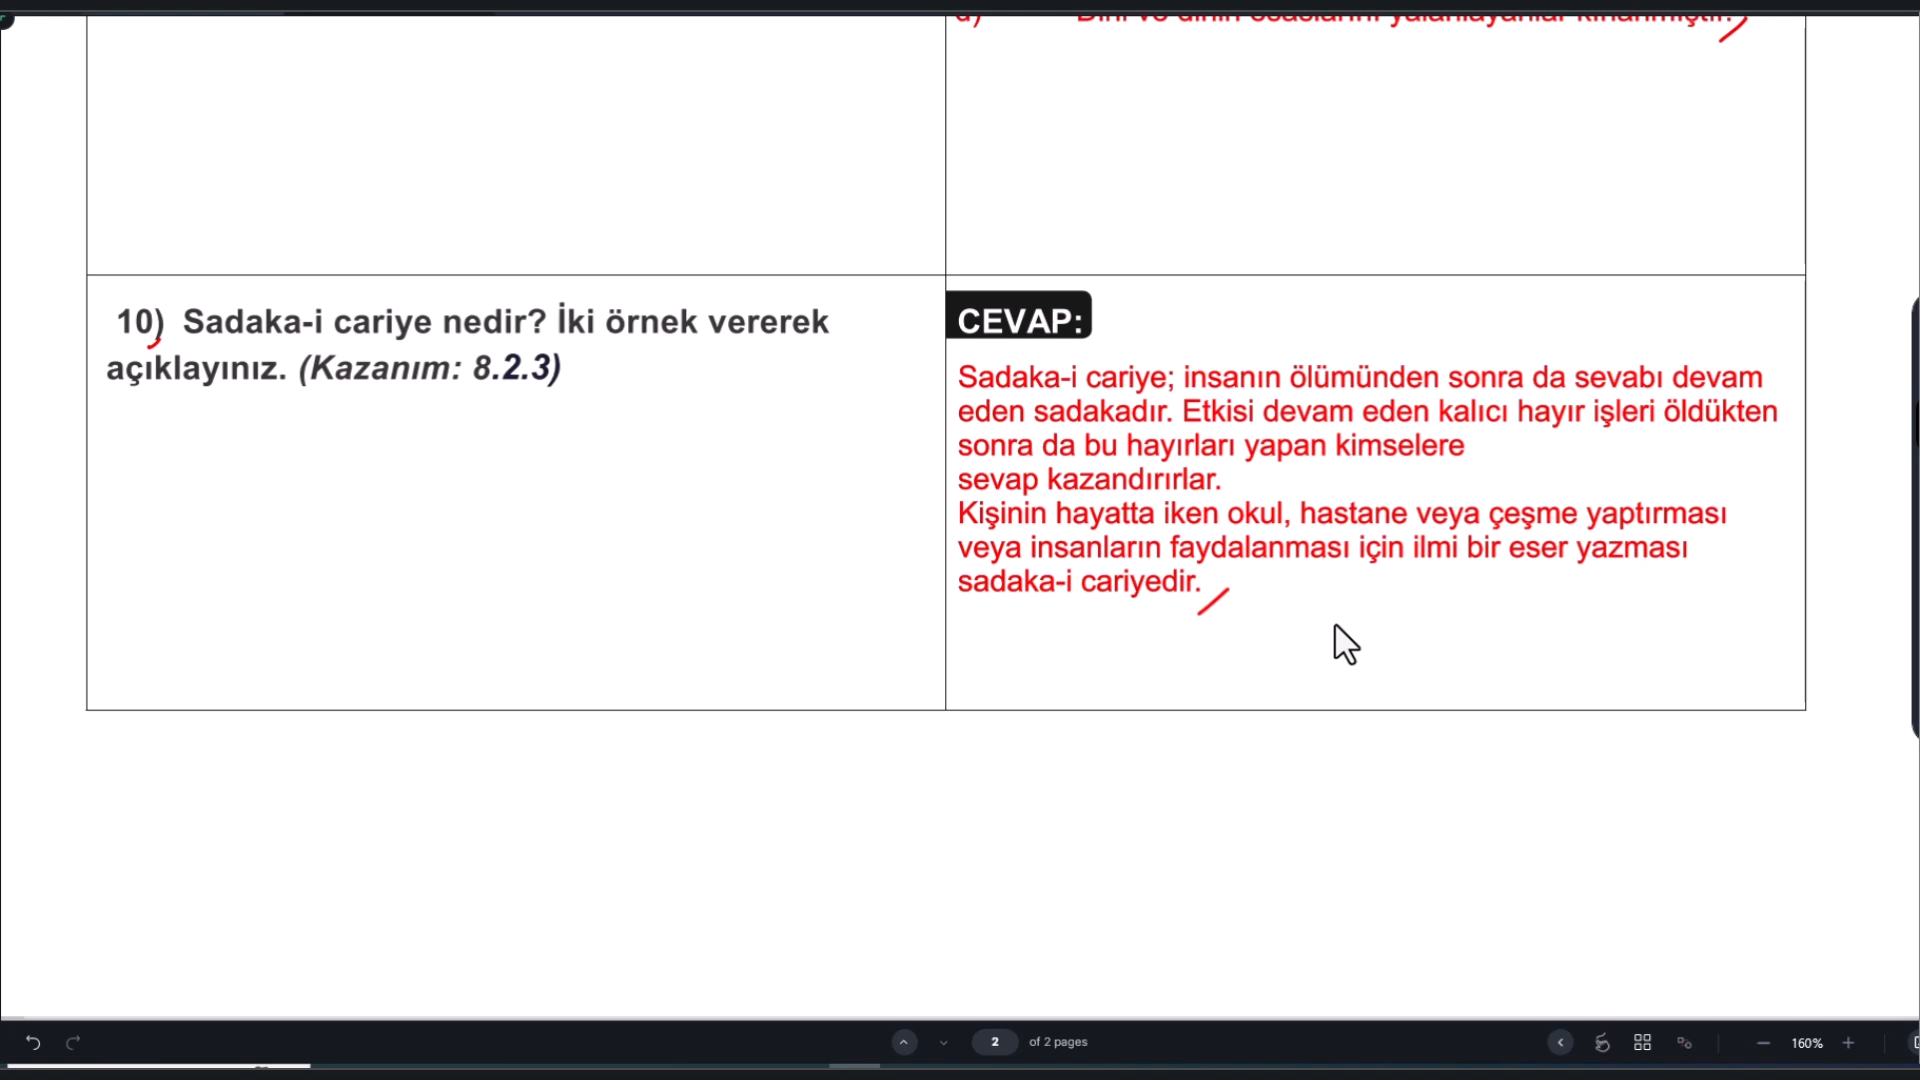 10) Sadaka-i cariye nedir? İki örnek vererek
açıklayınız. (Kazanım: 8.2.3)
CEVAP:
Sadaka-i cariye; insanın ölümünden sonra da sevabı devam
eden sadakadır. Etkisi devam eden kalıcı hayır işleri öldükten
sonra da bu hayırları yapan kimselere
sevap kazandırırlar.
Kişinin hayatta iken okul, hastane veya çeşme yaptırması
veya insanların faydalanması için ilmi bir eser yazması
sadaka-i cariyedir.
2 of 2 pages
160%